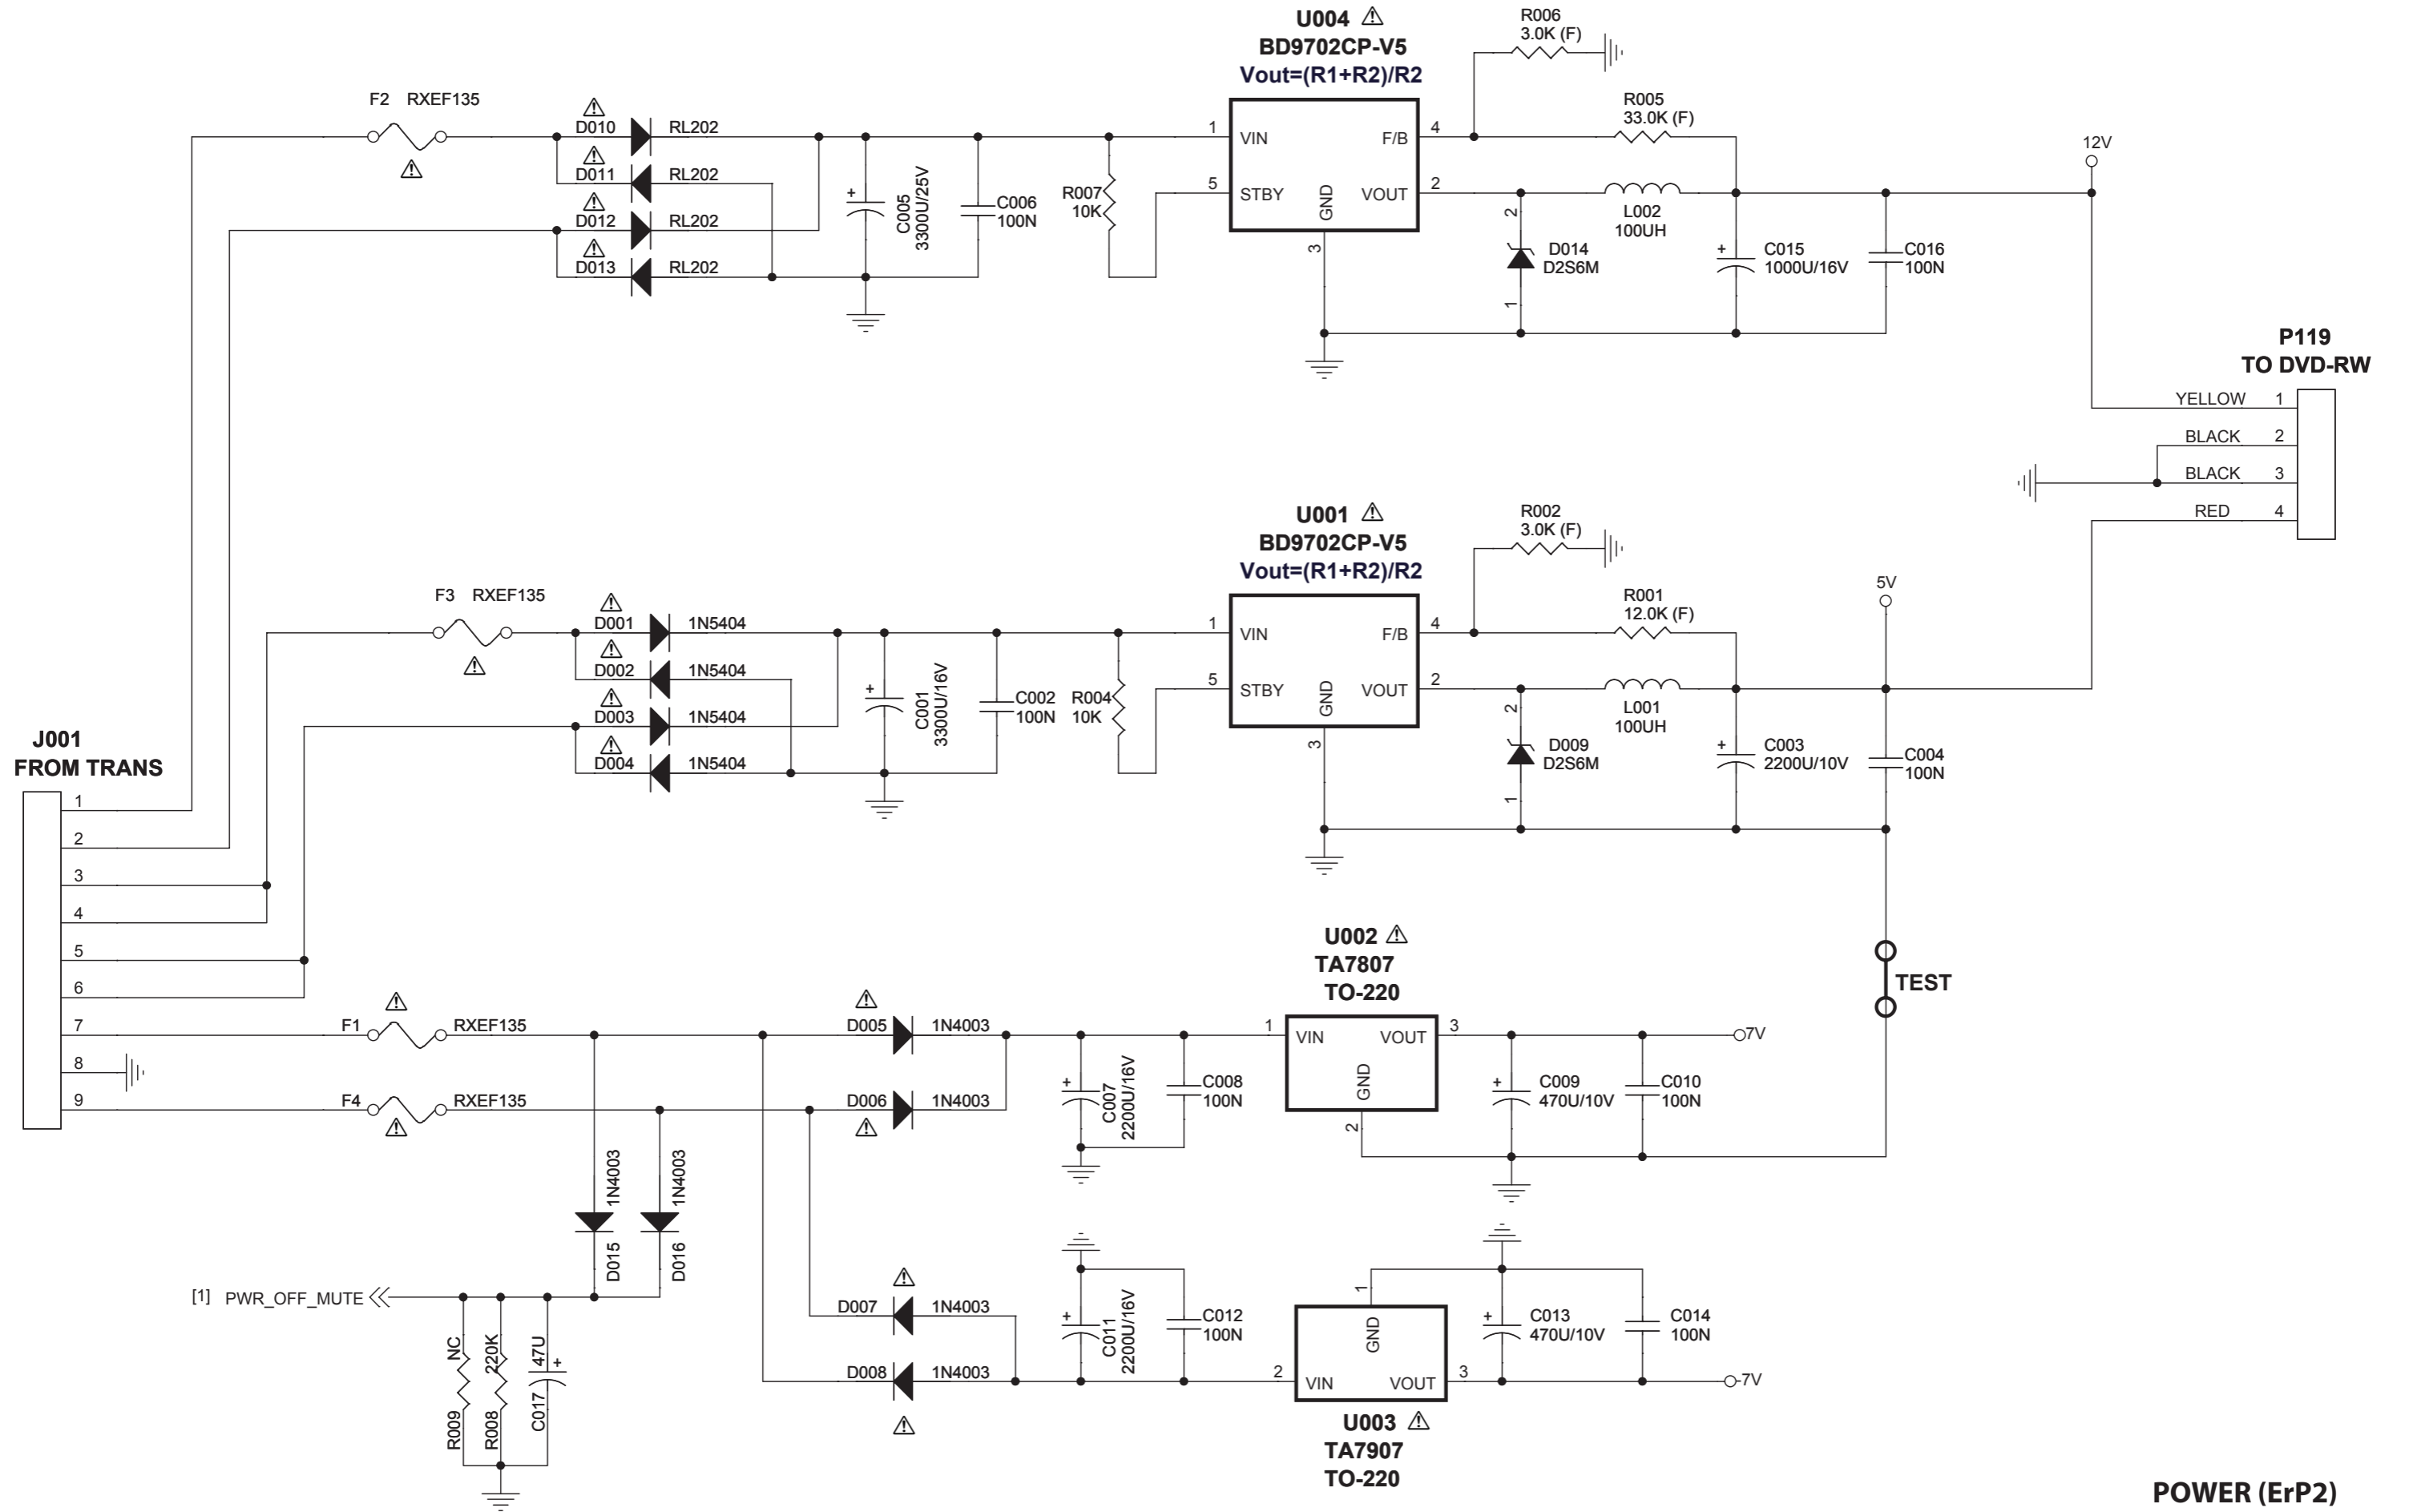 U004
BD9702CP-V5
Vout=(R1+R2)/R2
R006
3.0K (F)
F2 RXEF135
D010 RL202
D011 RL202
D012 RL202
D013 RL202
C005
3300U/25V
+
C006
100N
R007
10K
1 VIN
5 STBY
GND
3
F/B 4
VOUT 2
R005
33.0K (F)
L002
100UH
2
D014
D2S6M
1
+
C015
1000U/16V
C016
100N
12V
P119
TO DVD-RW
YELLOW 1
BLACK 2
BLACK 3
RED 4
U001
BD9702CP-V5
Vout=(R1+R2)/R2
R002
3.0K (F)
F3 RXEF135
D001 1N5404
D002 1N5404
D003 1N5404
D004 1N5404
C001
3300U/16V
+
C002
100N
R004
10K
1 VIN
5 STBY
GND
3
F/B 4
VOUT 2
R001
12.0K (F)
L001
100UH
2
D009
D2S6M
1
+
C003
2200U/10V
C004
100N
5V
J001
FROM TRANS
1
2
3
4
5
6
7
8
9
F1 RXEF135
F4 RXEF135
D005 1N4003
D006 1N4003
C007
2200U/16V
+
C008
100N
U002
TA7807
TO-220
1 VIN
VOUT 3
GND
2
+
C009
470U/10V
C010
100N
7V
TEST
1N4003
D015
1N4003
D016
[1] PWR_OFF_MUTE
NC
R009
220K
R008
47U
+
C017
D007 1N4003
D008 1N4003
+
C011
2200U/16V
C012
100N
1
GND
2 VIN
VOUT 3
+
C013
470U/10V
C014
100N
-7V
U003
TA7907
TO-220
POWER (ErP2)